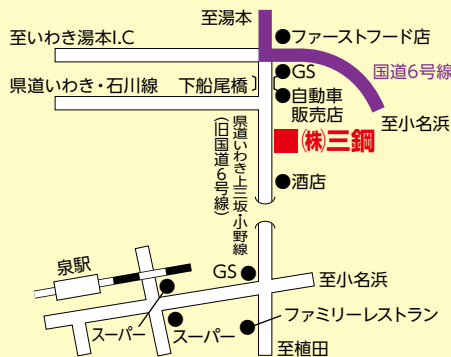 至湯本
ファーストフード店
至いわき湯本I.C
GS
国道6号線
県道いわき・石川線
下船尾橋
自動車
販売店
至小名浜
(株)三鋼
県道いわき上三坂・小野線
(旧国道6号線)
酒店
泉駅
GS
至小名浜
スーパー
スーパー
ファミリーレストラン
至植田